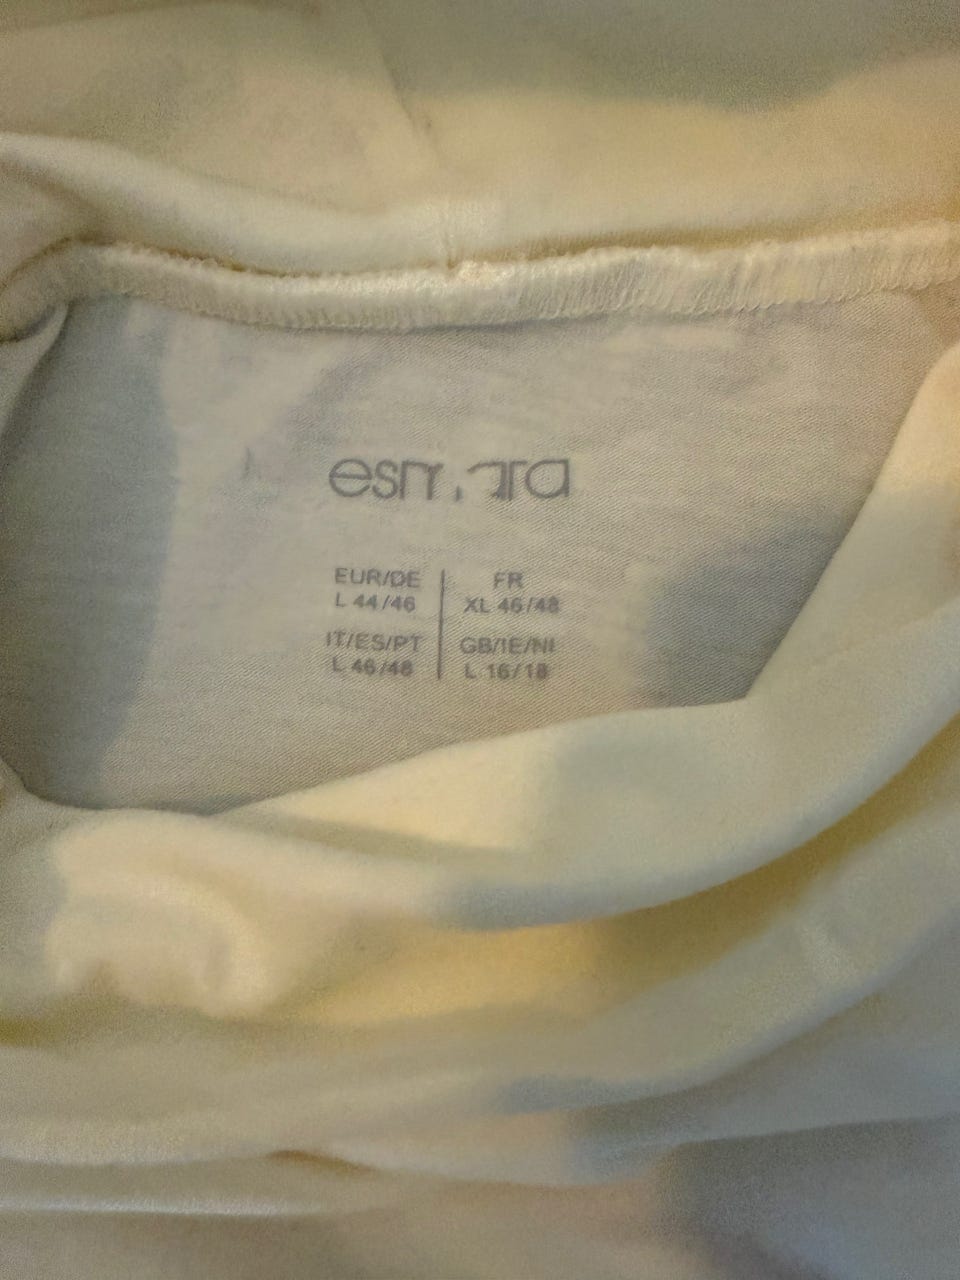 esmara
EUR/DE
L 44/46
FR
XL 46/48
IT/ES/PT
L 46/48
GB/IE/NI
L 16/18